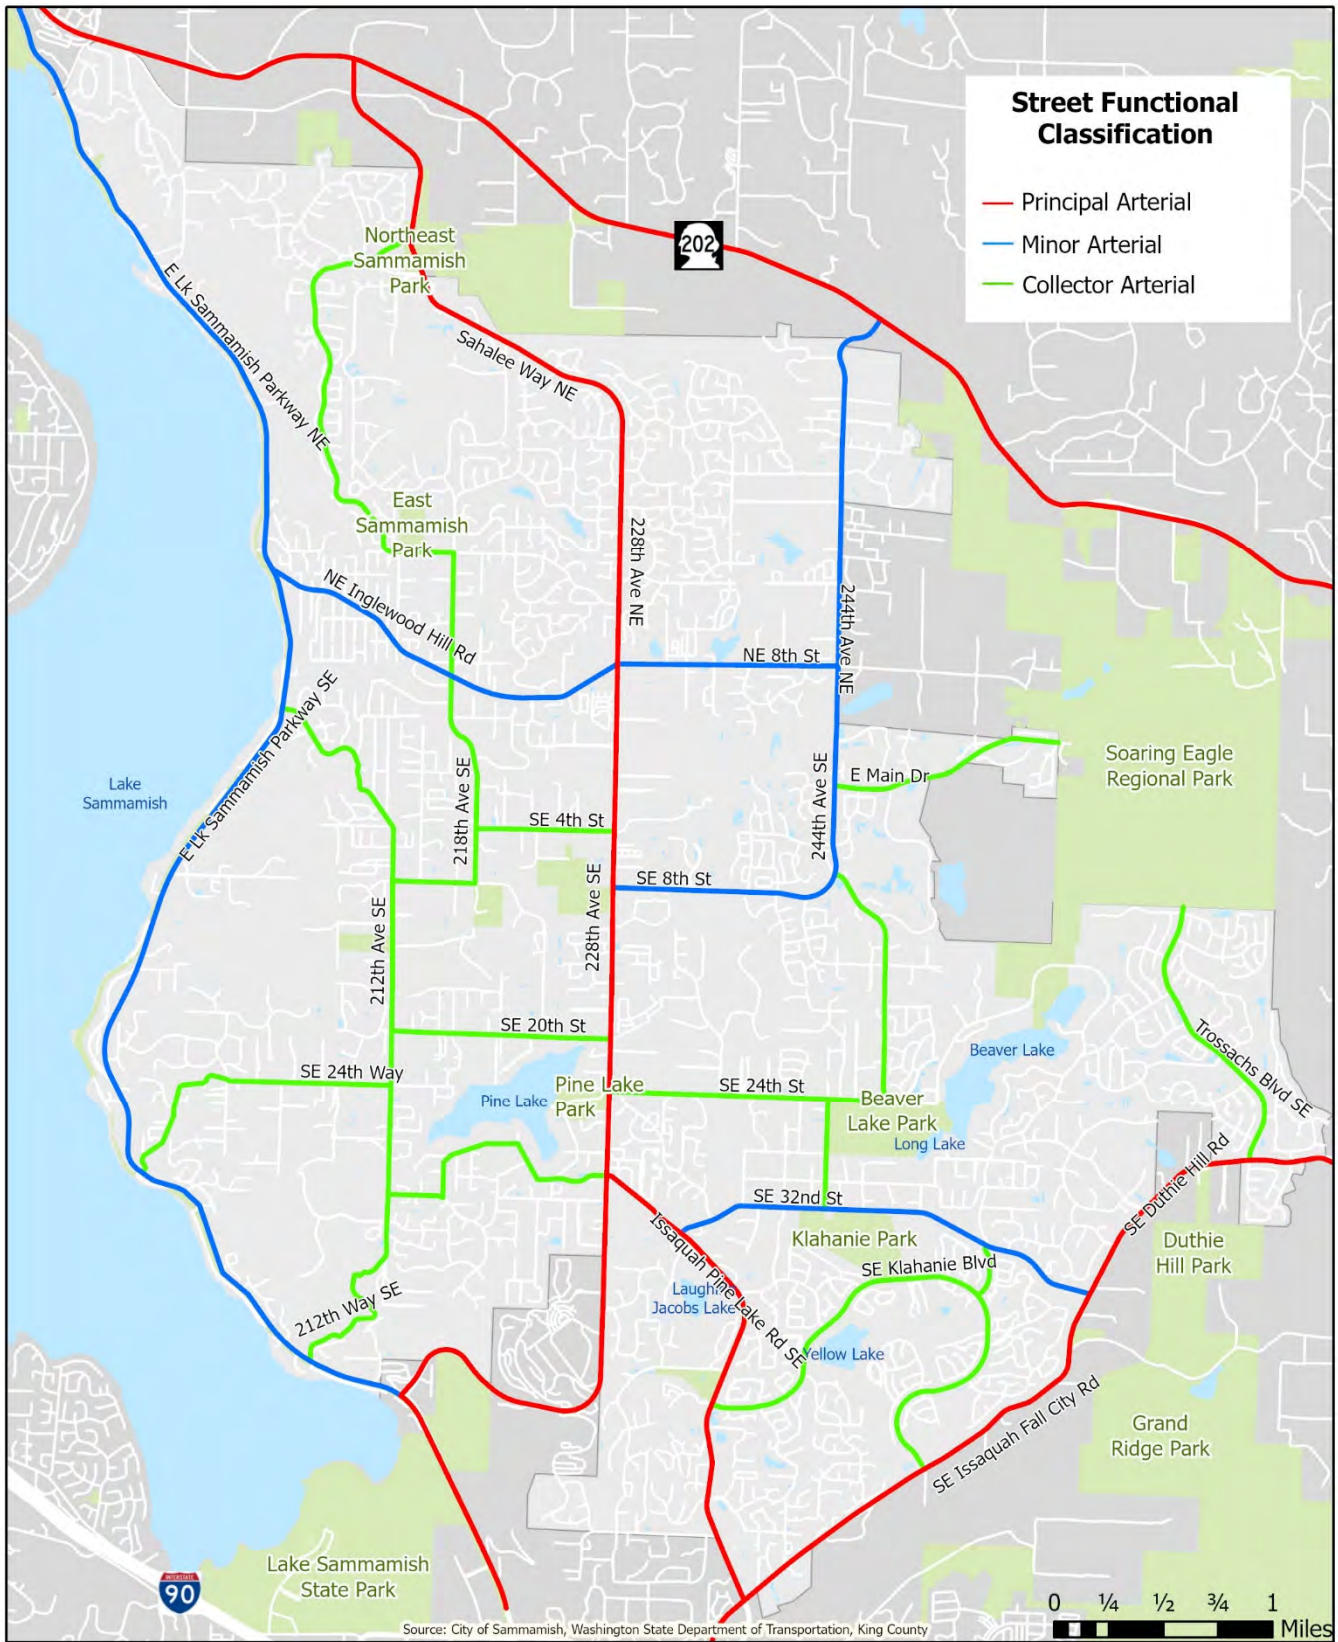 Street Functional
Classification
Principal Arterial
Minor Arterial
Collector Arterial
202
Northeast
Sammamish
Park
E Lk Sammamish Parkway NE
Sahalee Way NE
East
Sammamish
Park
228th Ave NE
NE Inglewood Hill Rd
244th Ave NE
NE 8th St
E Lk Sammamish Parkway SE
Lake
Sammamish
218th Ave SE
244th Ave SE
E Main Dr
Soaring Eagle
Regional Park
SE 4th St
SE 8th St
228th Ave SE
212th Ave SE
SE 20th St
Beaver Lake
Trossachs Blvd SE
SE 24th Way
Pine Lake
Pine Lake
Park
SE 24th St
Beaver
Lake Park
Long Lake
SE Duthie Hill Rd
SE 32nd St
Issaquah Pine Lake Rd SE
Klahanie Park
Duthie
Hill Park
SE Klahanie Blvd
Laugh
Jacobs Lake
212th Way SE
Yellow Lake
SE Issaquah Fall City Rd
Grand
Ridge Park
Lake Sammamish
State Park
INTERSTATE
90
0 1/4 1/2 3/4 1
Miles
Source: City of Sammamish, Washington State Department of Transportation, King County